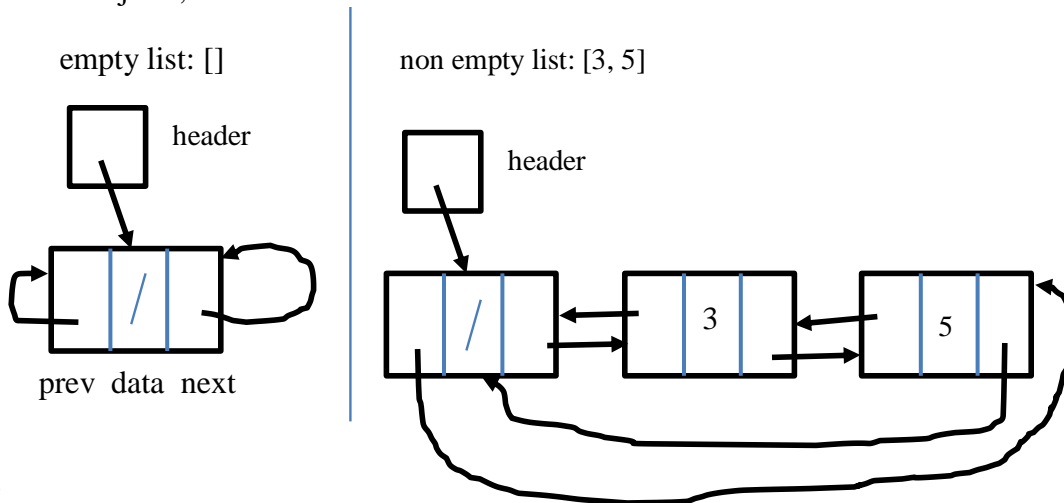 empty list: []
header
/
prev data next
non empty list: [3, 5]
header
/
3
5